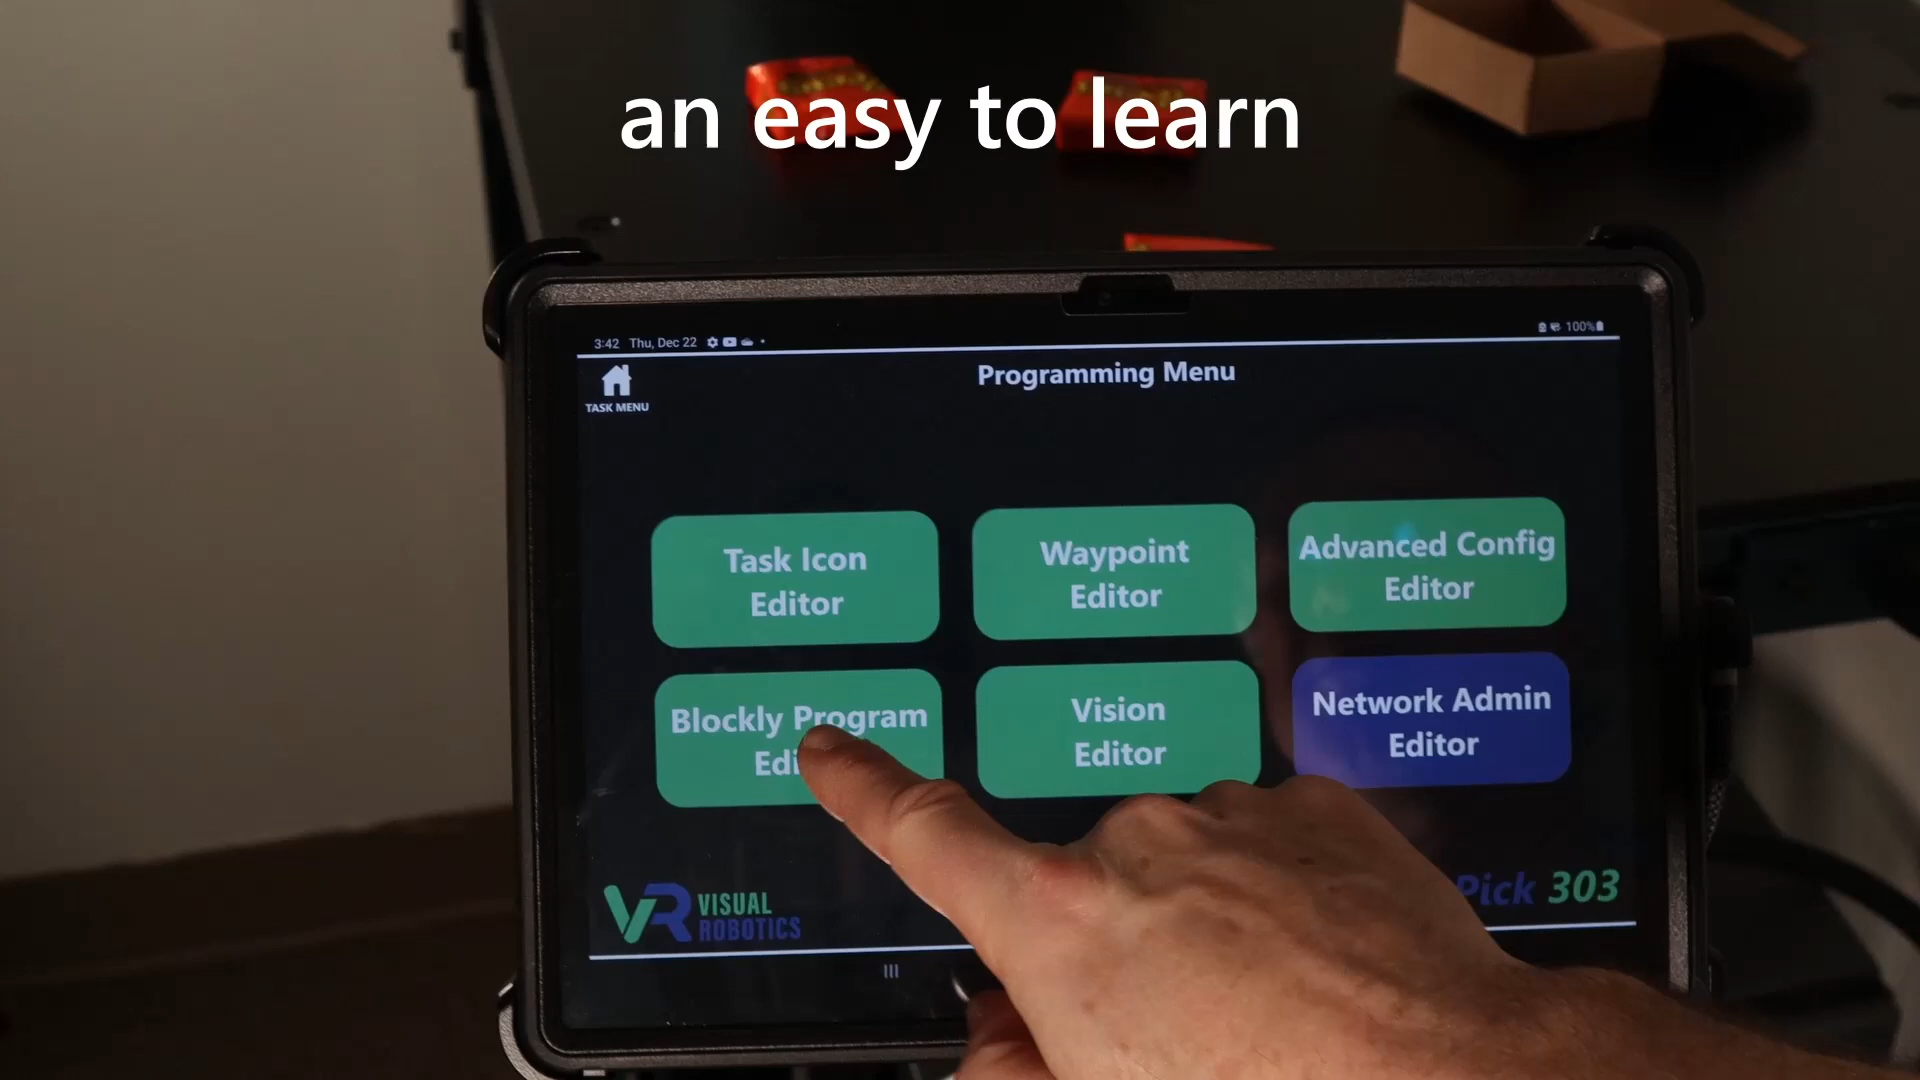 an easy to learn
3:42 Thu, Dec 22
100%
TASK MENU
Programming Menu
Task Icon
Editor
Waypoint
Editor
Advanced Config
Editor
Blockly Program
Vision
Editor
Network Admin
Editor
VR VISUAL
ROBOTICS
Pick 303